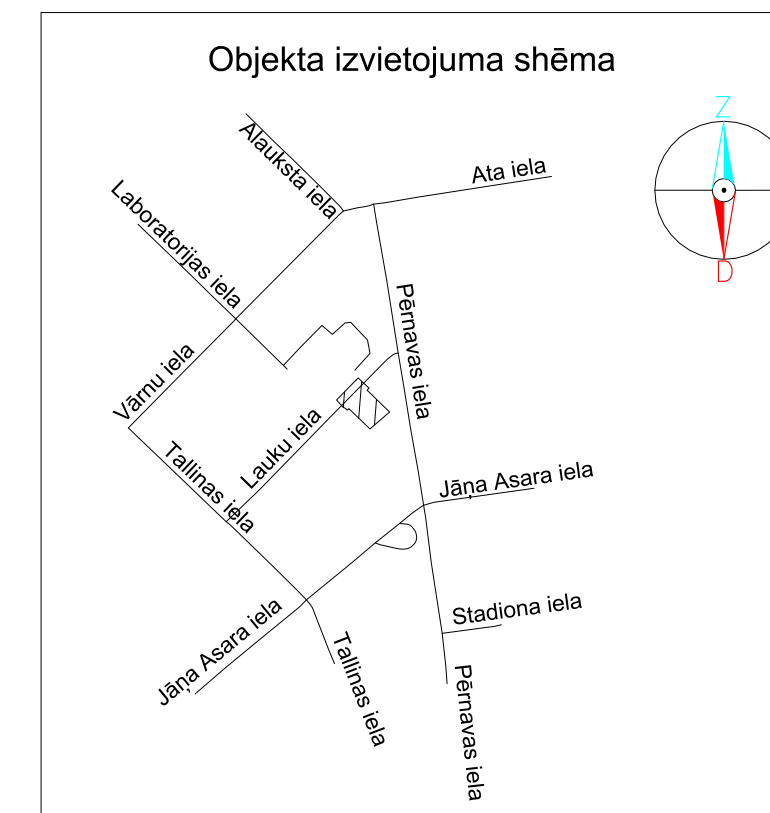 Objekta izvietojuma shēma
Z
D
Alauksta iela
Ata iela
Laboratorijas iela
Pērnavas iela
Vārnu iela
Lauku iela
Tallinas iela
Jāņa Asara iela
Stadiona iela
Jāņa Asara iela
Tallinas iela
Pērnavas iela